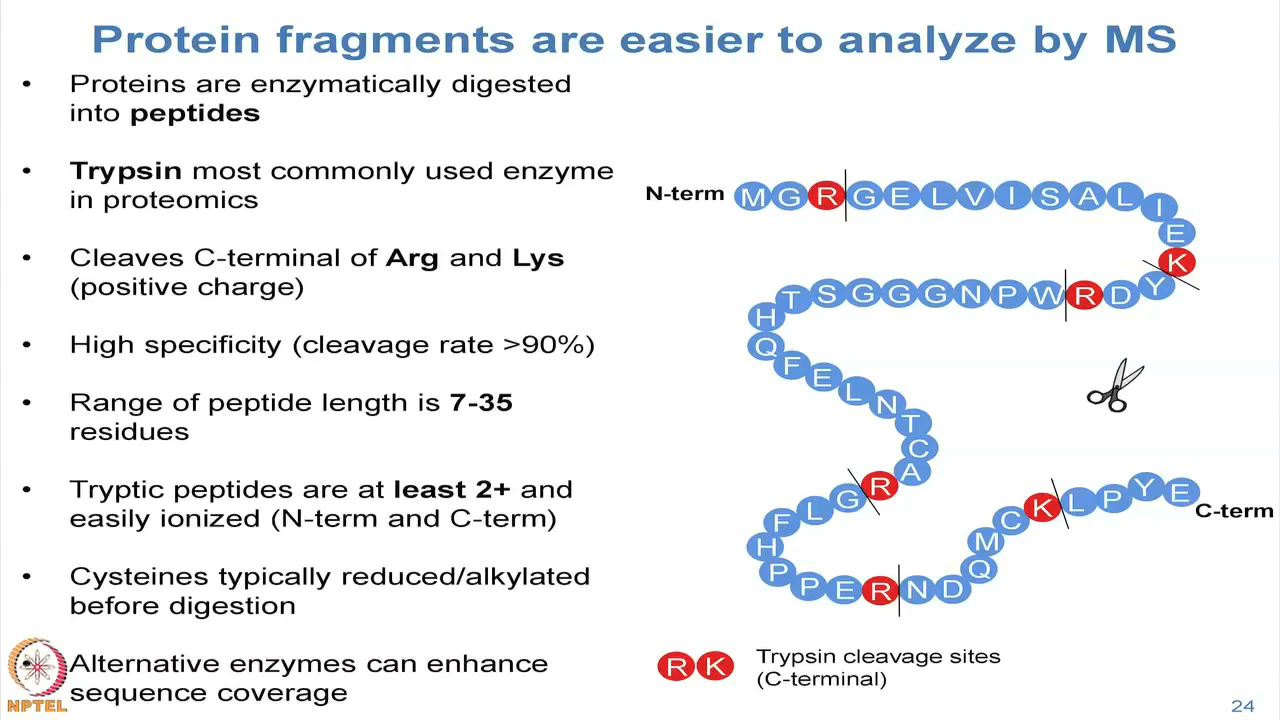 Protein fragments are easier to analyze by MS
• Proteins are enzymatically digested
into peptides
• Trypsin most commonly used enzyme
in proteomics
• Cleaves C-terminal of Arg and Lys
(positive charge)
• High specificity (cleavage rate >90%)
• Range of peptide length is 7-35
residues
• Tryptic peptides are at least 2+ and
easily ionized (N-term and C-term)
• Cysteines typically reduced/alkylated
before digestion
Alternative enzymes can enhance
sequence coverage
N-term M G R G E L V I S A L I E K
Y D R W P N G G G S T H
Q F E L N T C A R
G L F H P P E R N D Q M C K L P Y E
C-term
R K Trypsin cleavage sites
(C-terminal)
NPTEL
24